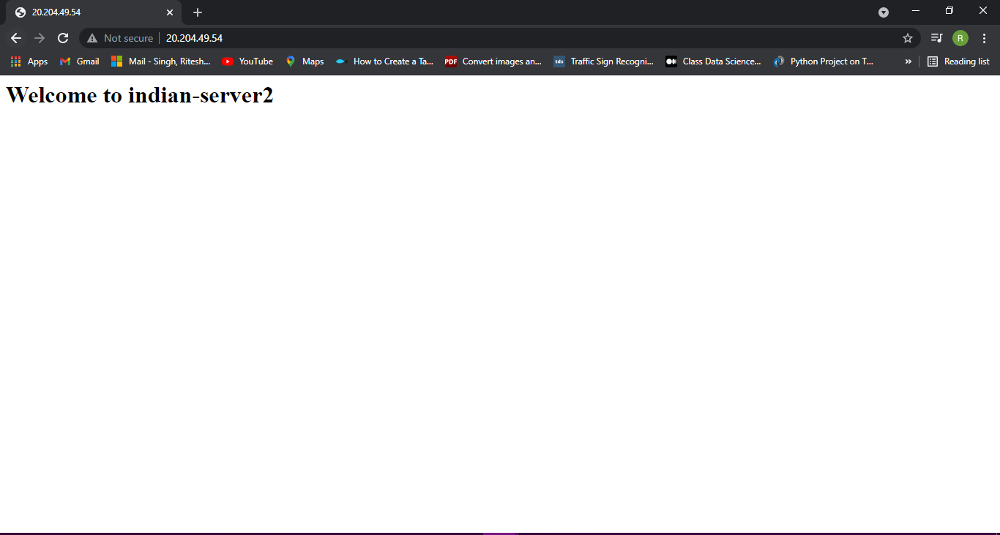 20.204.49.54
Not secure 20.204.49.54
R
Apps Gmail Mail - Singh, Ritesh... YouTube Maps How to Create a Ta... PDF Convert images an... tds Traffic Sign Recogni... Class Data Science... Python Project on T... » Reading list
Welcome to indian-server2